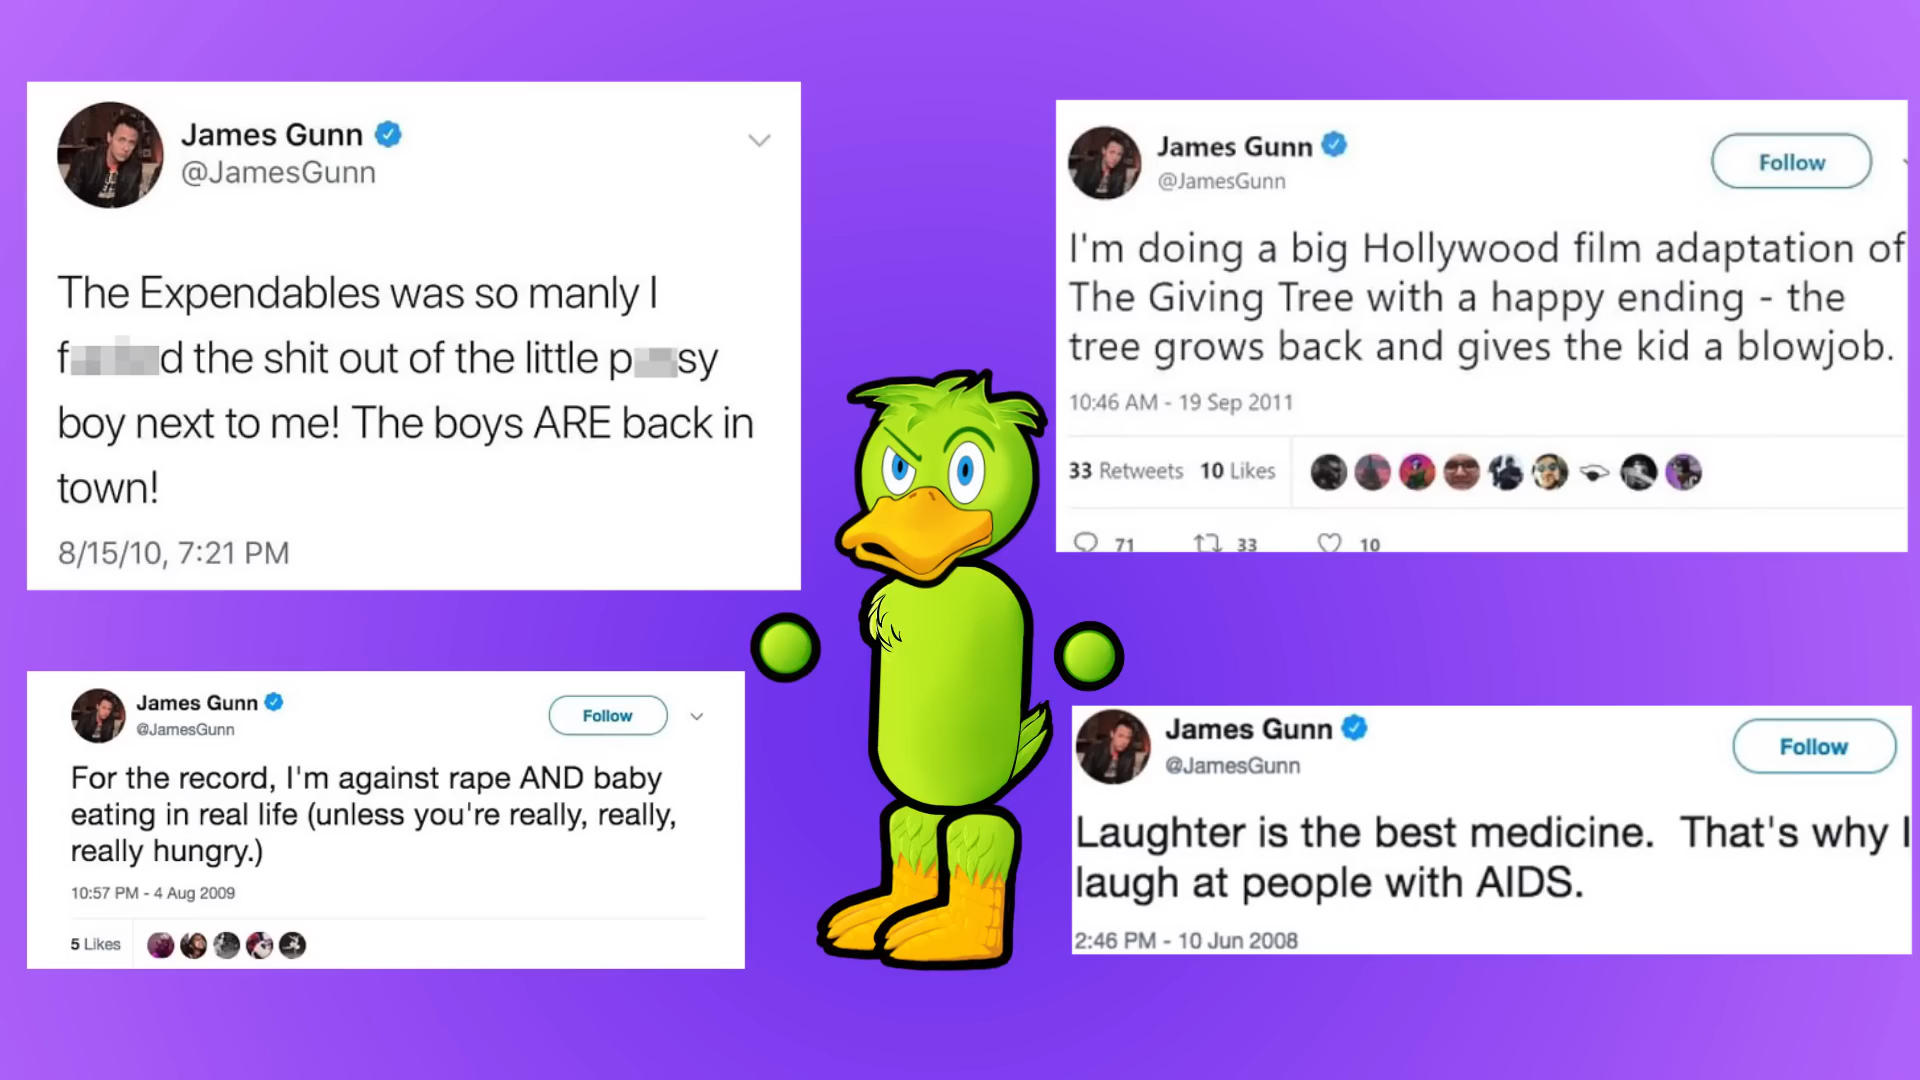 James Gunn
@JamesGunn
The Expendables was so manly I
f d the shit out of the little p sy
boy next to me! The boys ARE back in
town!
8/15/10, 7:21 PM
James Gunn
@JamesGunn
Follow
I'm doing a big Hollywood film adaptation of
The Giving Tree with a happy ending - the
tree grows back and gives the kid a blowjob.
10:46 AM - 19 Sep 2011
33 Retweets 10 Likes
71 33 10
James Gunn
@JamesGunn
Follow
For the record, I'm against rape AND baby
eating in real life (unless you're really, really,
really hungry.)
10:57 PM - 4 Aug 2009
5 Likes
James Gunn
@JamesGunn
Follow
Laughter is the best medicine. That's why I
laugh at people with AIDS.
2:46 PM - 10 Jun 2008